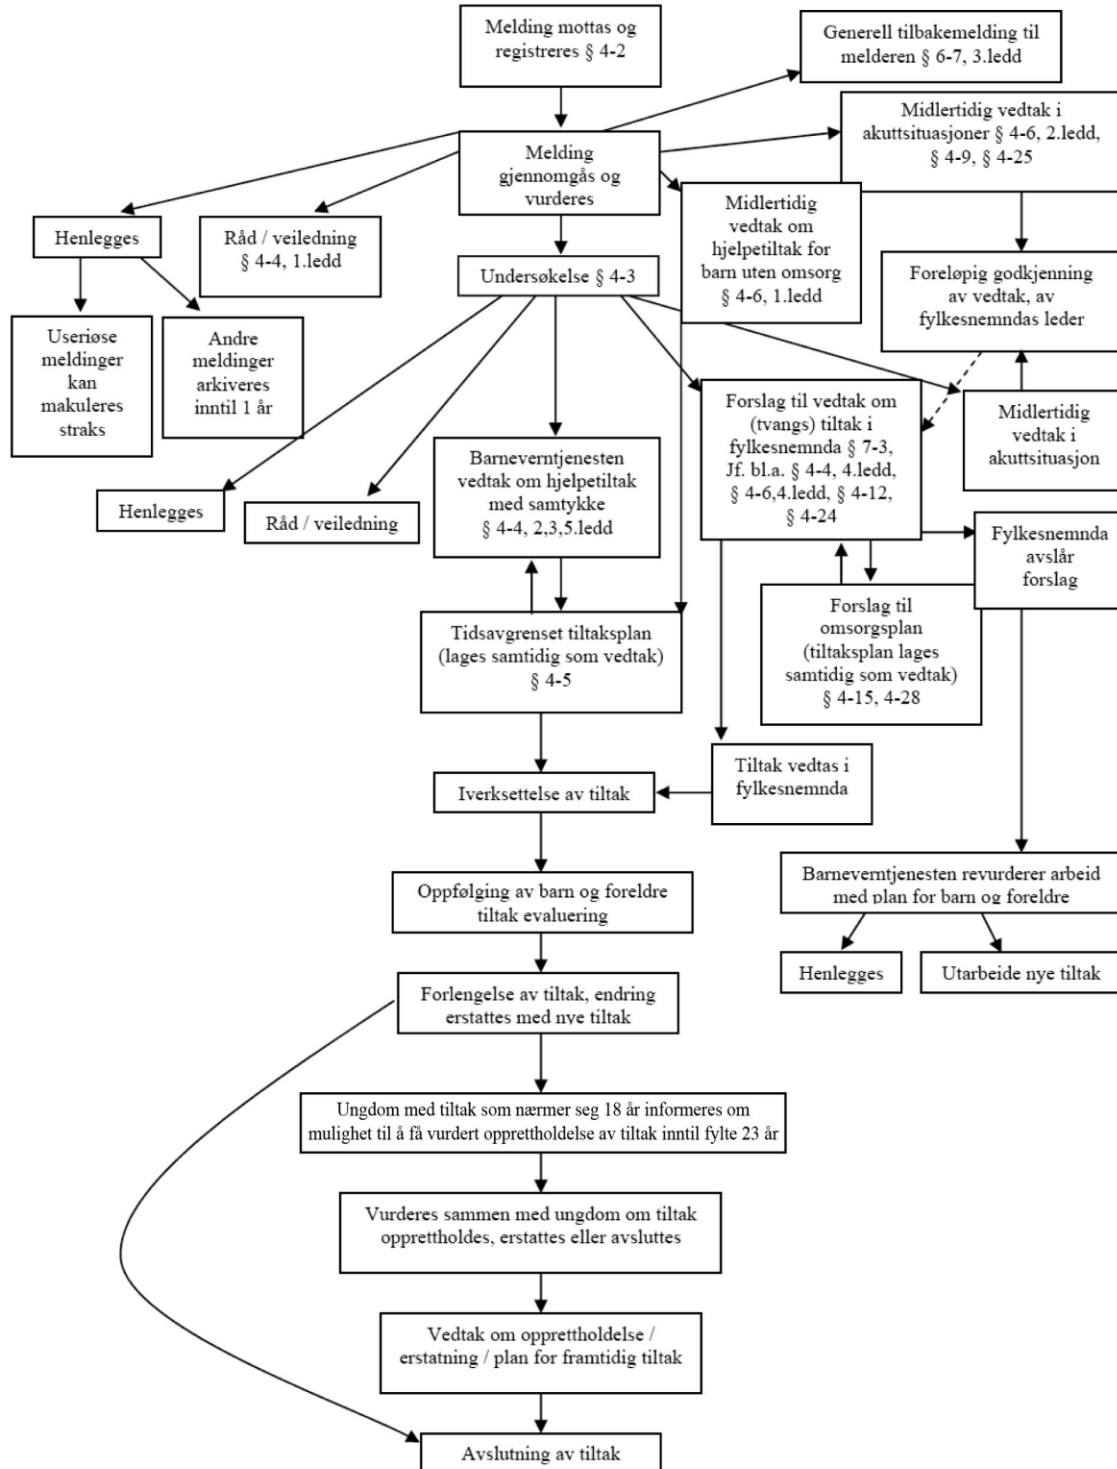 Melding mottas og
registreres § 4-2
Generell tilbakemelding til
melderen § 6-7, 3.ledd
Midlertidig vedtak i
akuttsituasjoner § 4-6, 2.ledd,
§ 4-9, § 4-25
Melding
gjennomgås og
vurderes
Midlertidig
vedtak om
hjelpetiltak for
barn uten omsorg
§ 4-6, 1.ledd
Henlegges
Råd / veiledning
§ 4-4, 1.ledd
Undersøkelse § 4-3
Foreløpig godkjenning
av vedtak, av
fylkesnemndas leder
Useriøse
meldinger
kan
makuleres
straks
Andre
meldinger
arkiveres
inntil 1 år
Forslag til vedtak om
(tvangs) tiltak i
fylkesnemnda § 7-3,
Jf. bl.a. § 4-4, 4.ledd,
§ 4-6,4.ledd, § 4-12,
§ 4-24
Midlertidig
vedtak i
akuttsituasjon
Barneverntjenesten
vedtak om hjelpetiltak
med samtykke
§ 4-4, 2,3,5.ledd
Henlegges
Råd / veiledning
Fylkesnemnda
avslår
forslag
Forslag til
omsorgsplan
(tiltaksplan lages
samtidig som vedtak)
§ 4-15, 4-28
Tidsavgrenset tiltaksplan
(lages samtidig som vedtak)
§ 4-5
Tiltak vedtas i
fylkesnemnda
Iverksettelse av tiltak
Barneverntjenesten revurderer arbeid
med plan for barn og foreldre
Oppfølging av barn og foreldre
tiltak evaluering
Henlegges
Utarbeide nye tiltak
Forlengelse av tiltak, endring
erstattes med nye tiltak
Ungdom med tiltak som nærmer seg 18 år informeres om
mulighet til å få vurdert opprettholdelse av tiltak inntil fylte 23 år
Vurderes sammen med ungdom om tiltak
opprettholdes, erstattes eller avsluttes
Vedtak om opprettholdelse /
erstatning / plan for framtidig tiltak
Avslutning av tiltak